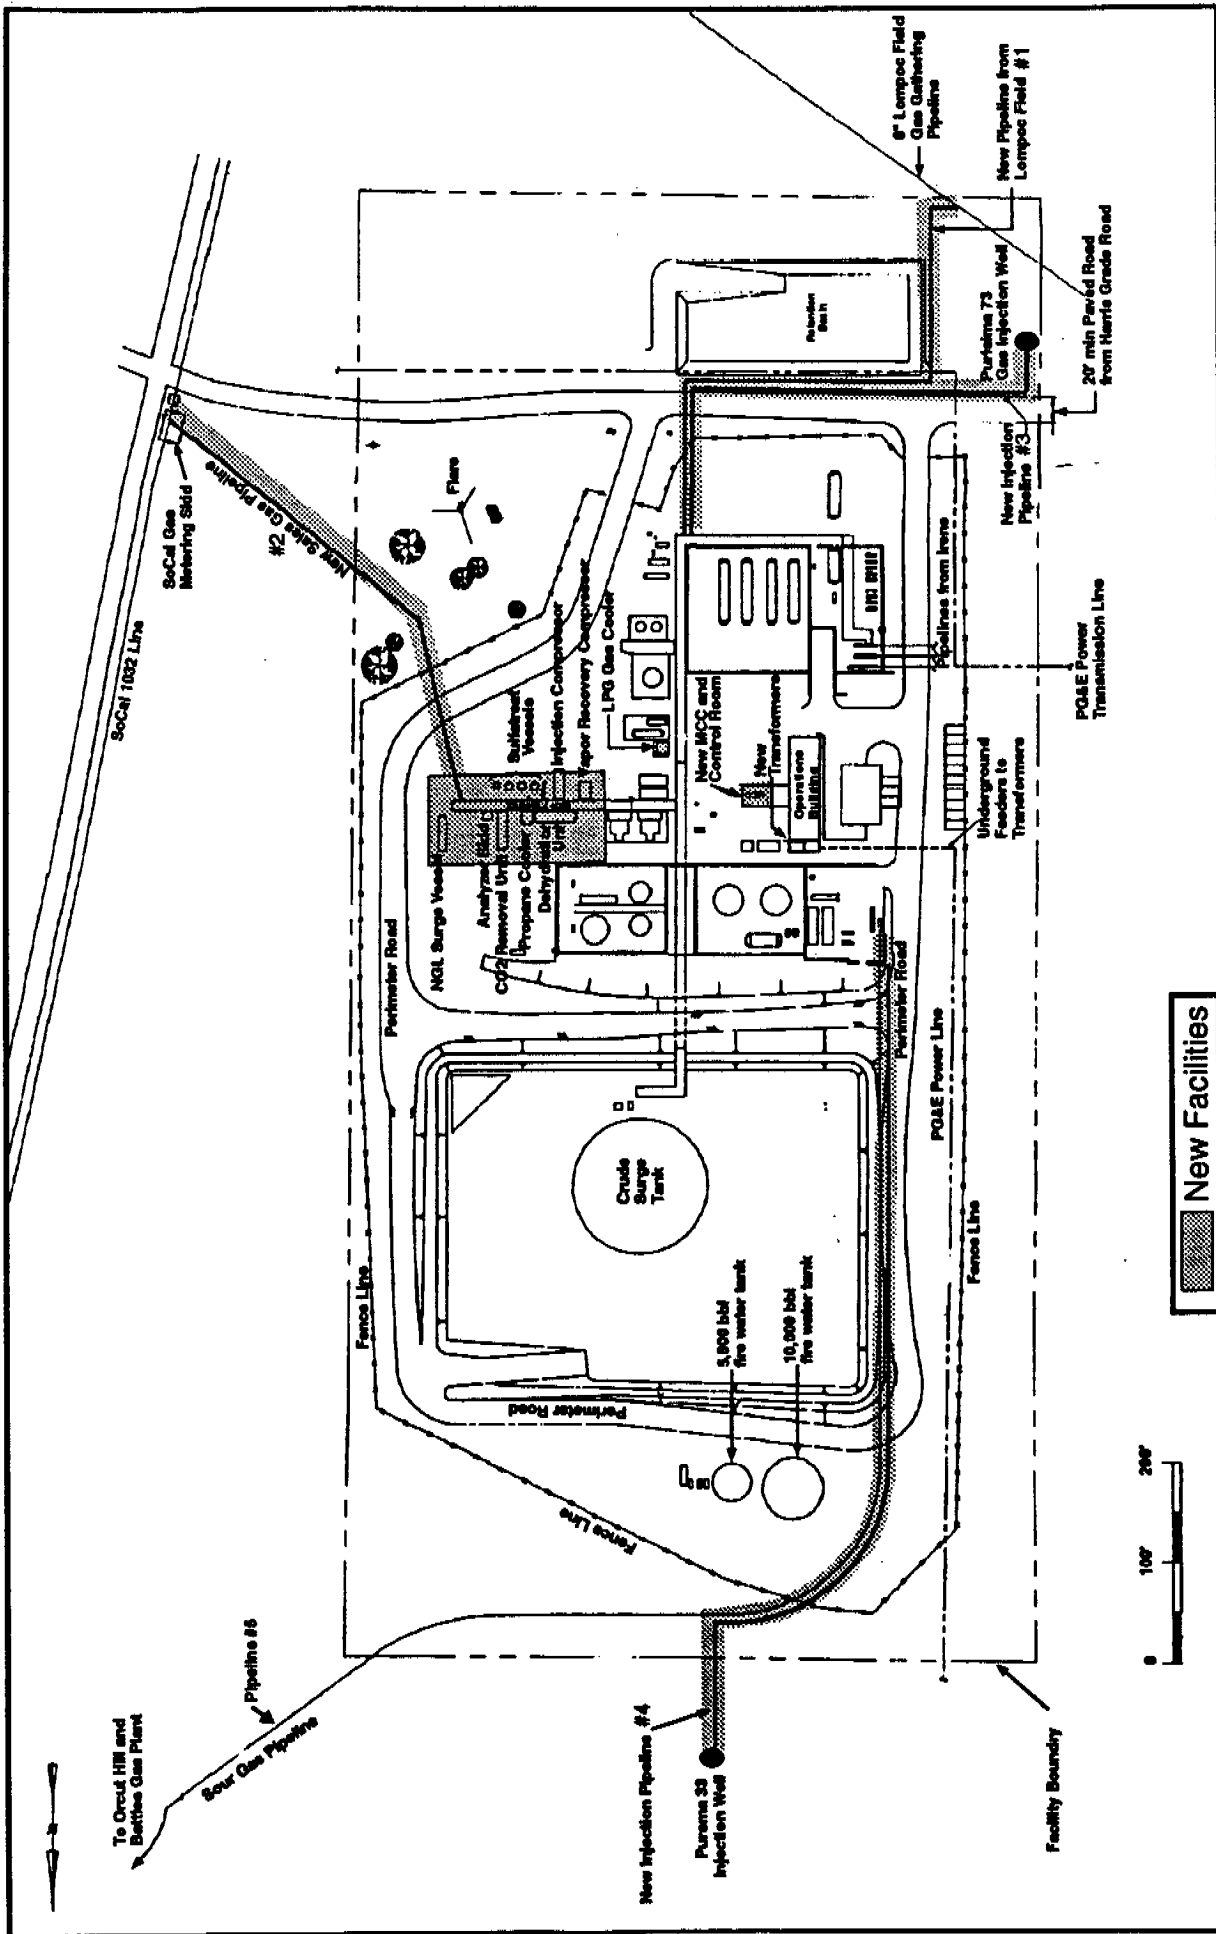 To Orcut Hill and
Battles Gas Plant
Pipeline #5
Sour Gas Pipeline
New Injection Pipeline #4
Purisma 33
Injection Well
Facility Boundry
Fence Line
Fence Line
Fence Line
Perimeter Road
Perimeter Road
Perimeter Road
5,000 bbl
fire water tank
10,000 bbl
fire water tank
Crude
Surge
Tank
PG&E Power Line
SoCal 1032 Line
SoCal Gas
Metering Skid
New Sales Gas Pipeline
#2
Flare
NGL Surge Vessel
Analyzer Skid
CO2 Removal Unit
Propane Cooler
Dehydration
Unit
Sulfatreat
Vessels
Injection Compressor
Vapor Recovery Compressor
LPG Gas Cooler
New MCC and
Control Room
New
Transformers
Operations
Building
Underground
Feeders to
Transformers
Pipelines from Irene
PG&E Power
Transmission Line
Retention
Basin
Purisima 73
Gas Injection Well
New Injection
Pipeline #3
20' min Paved Road
from Harris Grade Road
New Pipeline from
Lompoc Field #1
Lompoc Field
Gas Gathering
Pipeline
0
100'
200'
New Facilities